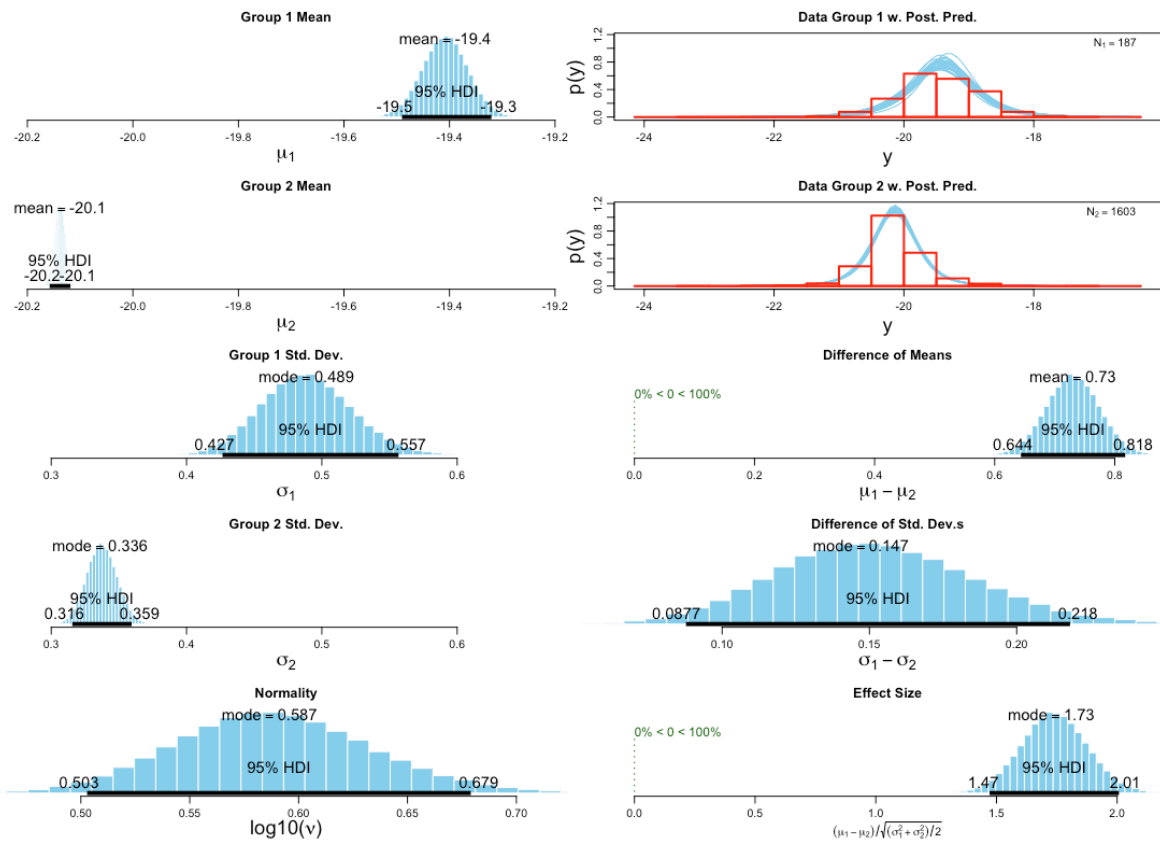 Group 1 Mean
mean = -19.4
95% HDI
-19.5 -19.3
-20.2 -20.0 -19.8 -19.6 -19.4 -19.2
μ1
Data Group 1 w. Post. Pred.
N1 = 187
p(y)
0.0 0.4 0.8 1.2
-24 -22 -20 -18
y
Group 2 Mean
mean = -20.1
95% HDI
-20.2 -20.1
-20.2 -20.0 -19.8 -19.6 -19.4 -19.2
μ2
Data Group 2 w. Post. Pred.
N2 = 1603
p(y)
0.0 0.4 0.8 1.2
-24 -22 -20 -18
y
Group 1 Std. Dev.
mode = 0.489
95% HDI
0.427 0.557
0.3 0.4 0.5 0.6
σ1
Difference of Means
mean = 0.73
0% < 0 < 100%
95% HDI
0.644 0.818
0.0 0.2 0.4 0.6 0.8
μ1 − μ2
Group 2 Std. Dev.
mode = 0.336
95% HDI
0.316 0.359
0.3 0.4 0.5 0.6
σ2
Difference of Std. Dev.s
mode = 0.147
95% HDI
0.0877 0.218
0.10 0.15 0.20
σ1 − σ2
Normality
mode = 0.587
95% HDI
0.503 0.679
0.50 0.55 0.60 0.65 0.70
log10(ν)
Effect Size
mode = 1.73
0% < 0 < 100%
95% HDI
1.47 2.01
0.0 0.5 1.0 1.5 2.0
(μ1 − μ2)/√(σ1² + σ2²)/2